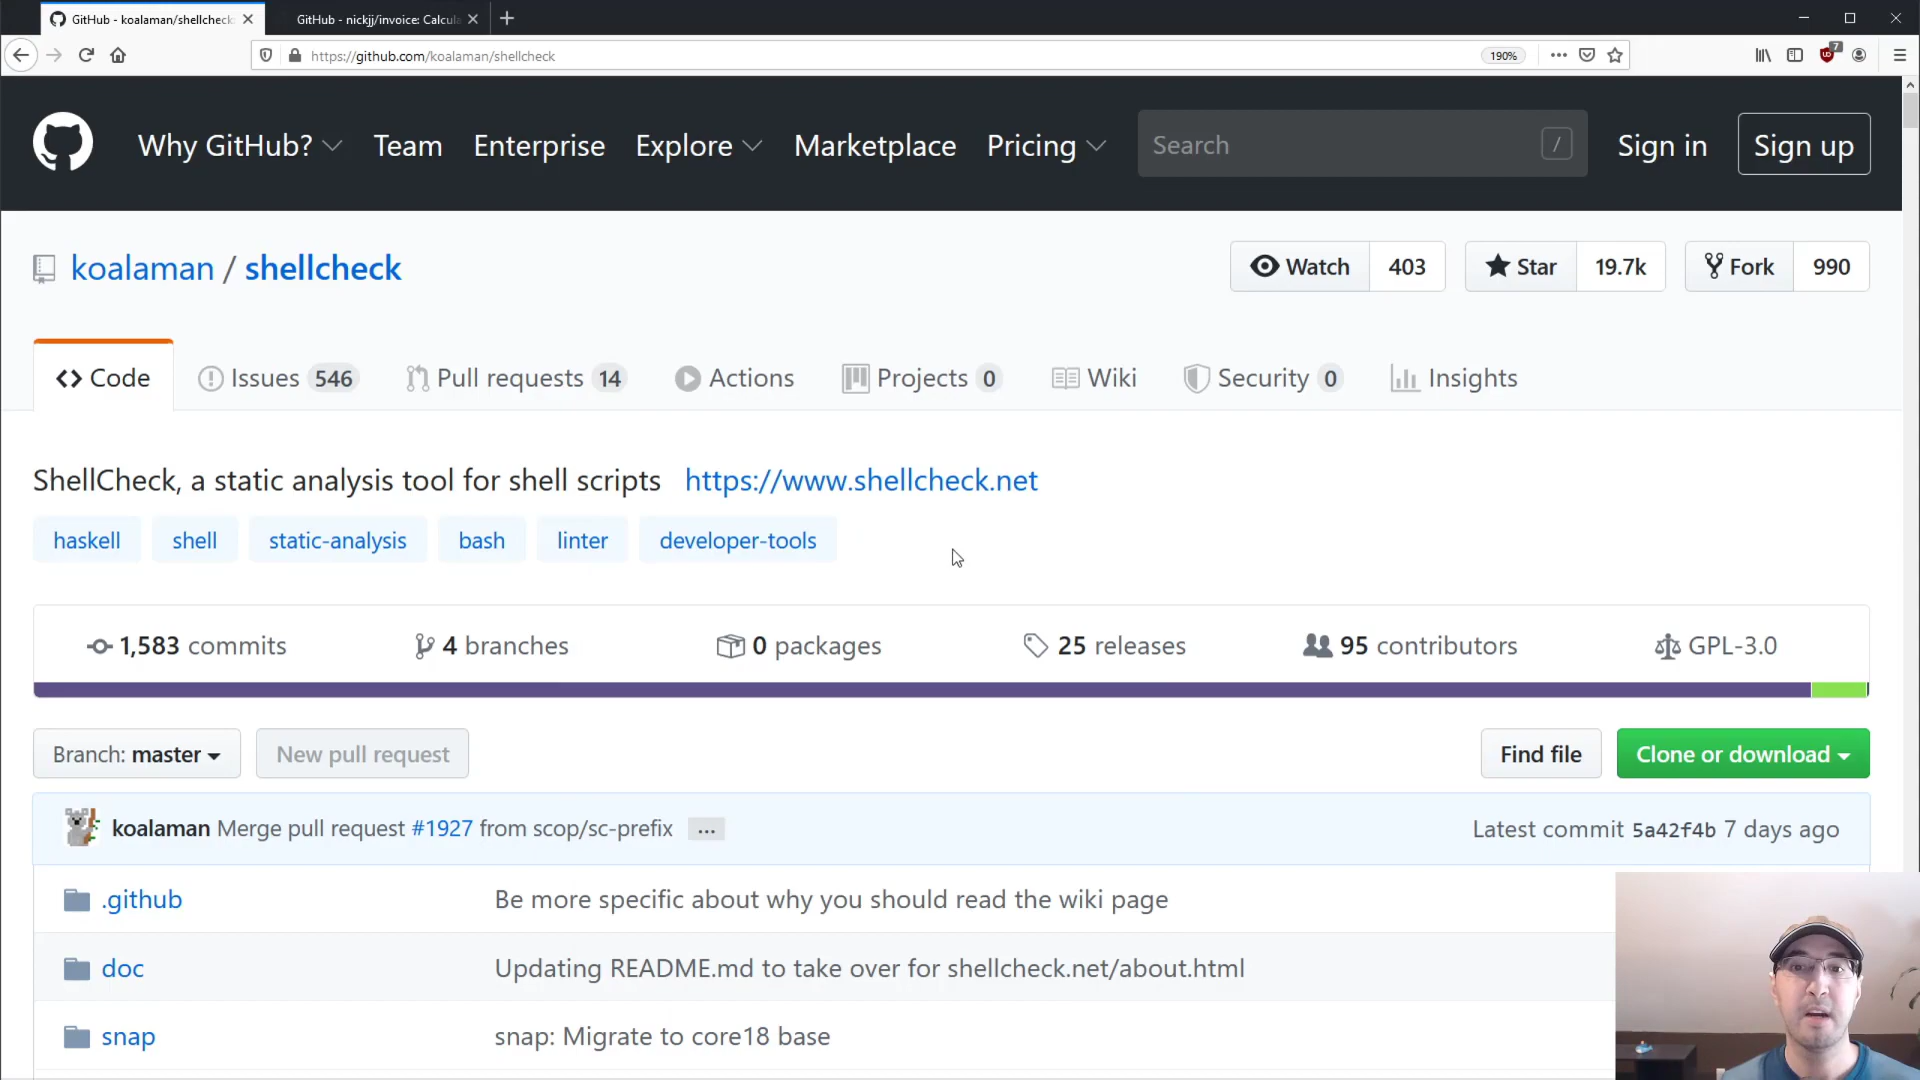 GitHub - koalaman/shellcheck:
GitHub - nickjj/invoice: Calcula
https://github.com/koalaman/shellcheck
190%
7
Why GitHub?
Team
Enterprise
Explore
Marketplace
Pricing
Search
/
Sign in
Sign up
koalaman / shellcheck
Watch 403
Star 19.7k
Fork 990
Code
Issues 546
Pull requests 14
Actions
Projects 0
Wiki
Security 0
Insights
ShellCheck, a static analysis tool for shell scripts https://www.shellcheck.net
haskell shell static-analysis bash linter developer-tools
1,583 commits
4 branches
0 packages
25 releases
95 contributors
GPL-3.0
Branch: master
New pull request
Find file
Clone or download
koalaman Merge pull request #1927 from scop/sc-prefix ...
Latest commit 5a42f4b 7 days ago
.github
Be more specific about why you should read the wiki page
doc
Updating README.md to take over for shellcheck.net/about.html
snap
snap: Migrate to core18 base